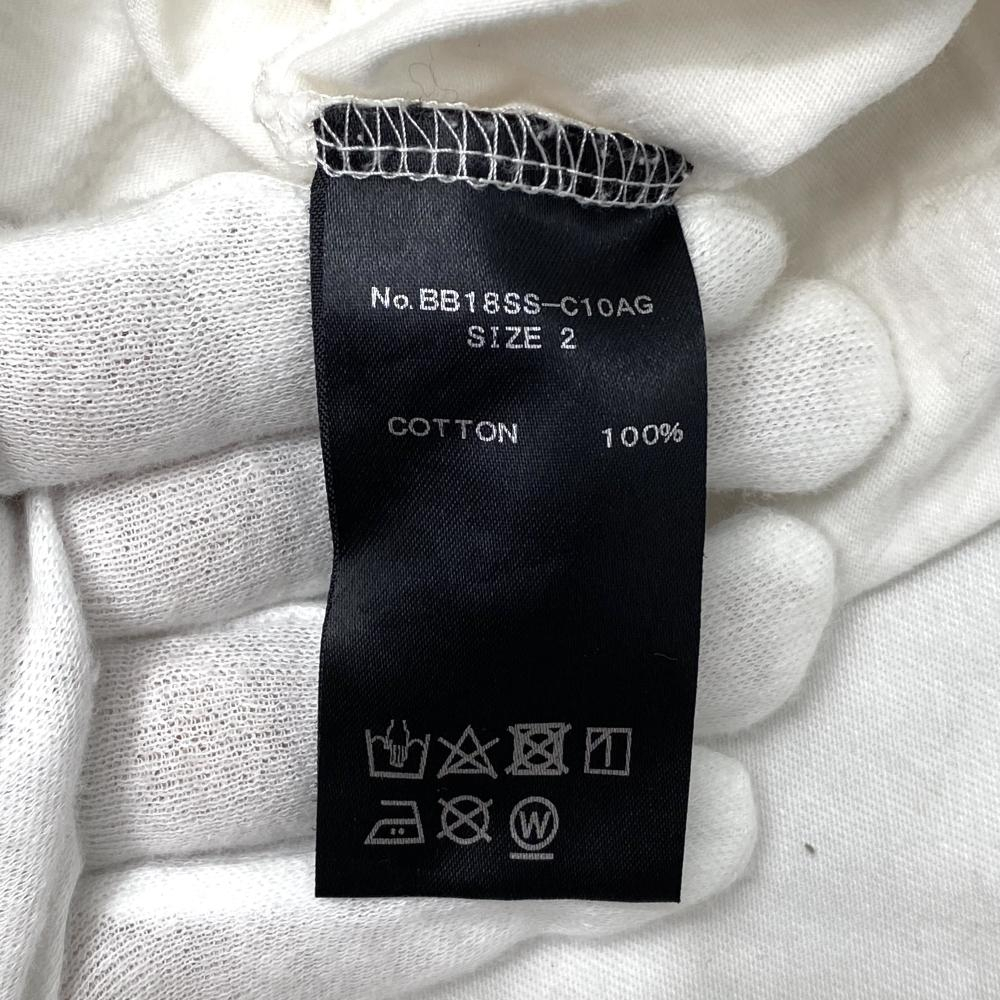 No.BB18SS-C10AG
SIZE 2
COTTON 100%
W